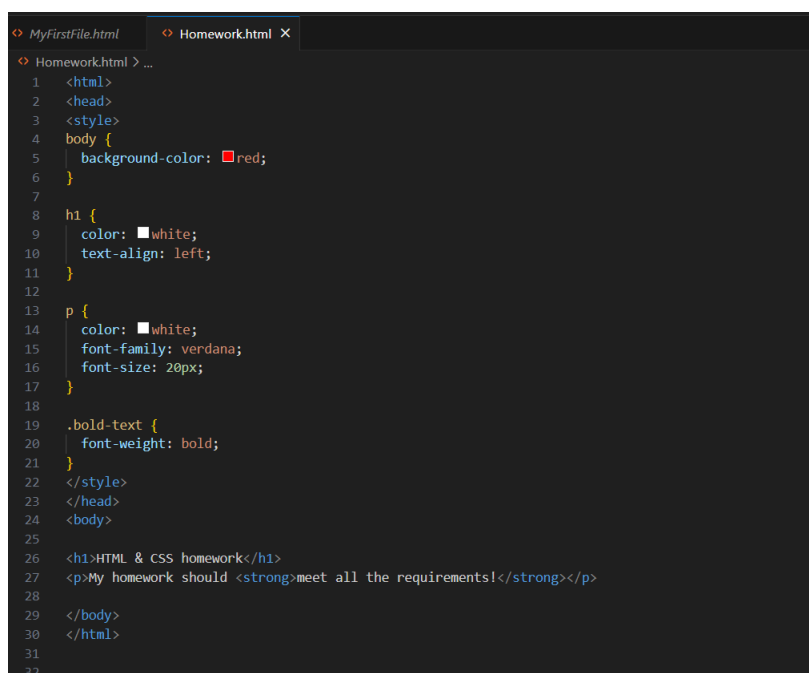 <> MyFirstFile.html <> Homework.html ×
<> Homework.html > ...
1 <html>
2 <head>
3 <style>
4 body {
5 background-color: red;
6 }
7
8 h1 {
9 color: white;
10 text-align: left;
11 }
12
13 p {
14 color: white;
15 font-family: verdana;
16 font-size: 20px;
17 }
18
19 .bold-text {
20 font-weight: bold;
21 }
22 </style>
23 </head>
24 <body>
25
26 <h1>HTML & CSS homework</h1>
27 <p>My homework should <strong>meet all the requirements!</strong></p>
28
29 </body>
30 </html>
31
32